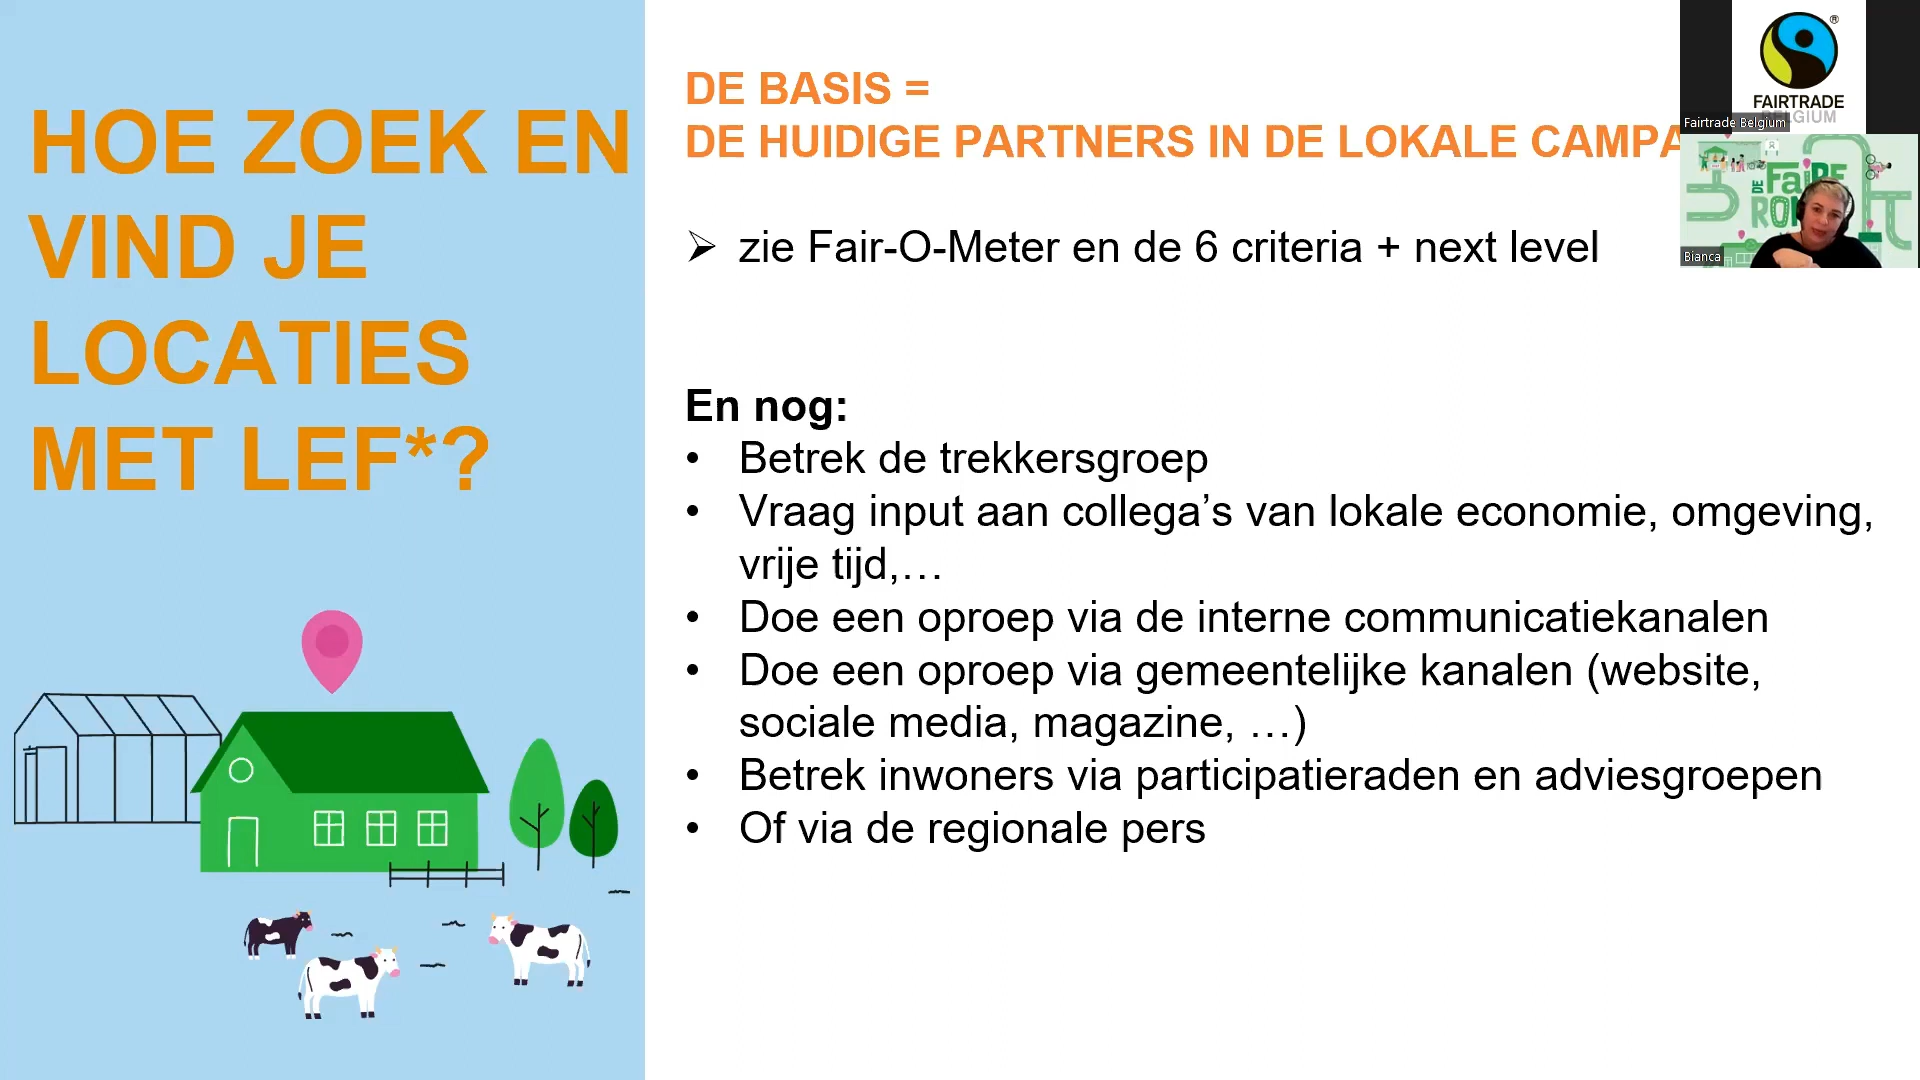 HOE ZOEK EN
VIND JE
LOCATIES
MET LEF*?
DE BASIS =
DE HUIDIGE PARTNERS IN DE LOKALE CAMPA
➢ zie Fair-O-Meter en de 6 criteria + next level
En nog:
• Betrek de trekkersgroep
• Vraag input aan collega’s van lokale economie, omgeving,
vrije tijd,…
• Doe een oproep via de interne communicatiekanalen
• Doe een oproep via gemeentelijke kanalen (website,
sociale media, magazine, …)
• Betrek inwoners via participatieraden en adviesgroepen
• Of via de regionale pers
®
FAIRTRADE
BELGIUM
Fairtrade Belgium
DE FaiRE
Bianca